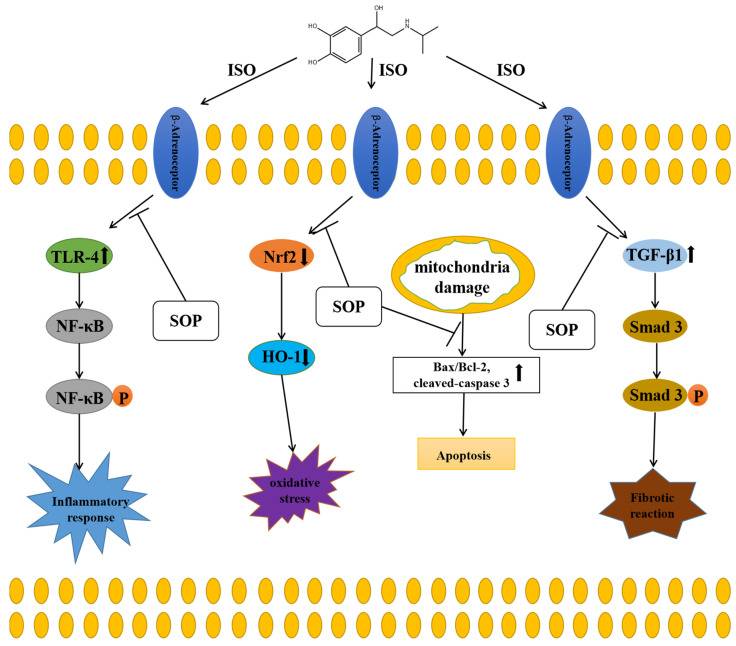 OH
H
N
HO
HO
ISO
ISO
ISO
β-Adrenoceptor
β-Adrenoceptor
β-Adrenoceptor
TLR-4
Nrf2
mitochondria
damage
TGF-β1
SOP
SOP
SOP
NF-κB
HO-1
Smad 3
Bax/Bcl-2,
cleaved-caspase 3
NF-κB
P
Smad 3
P
Apoptosis
Inflammatory
response
oxidative
stress
Fibrotic
reaction